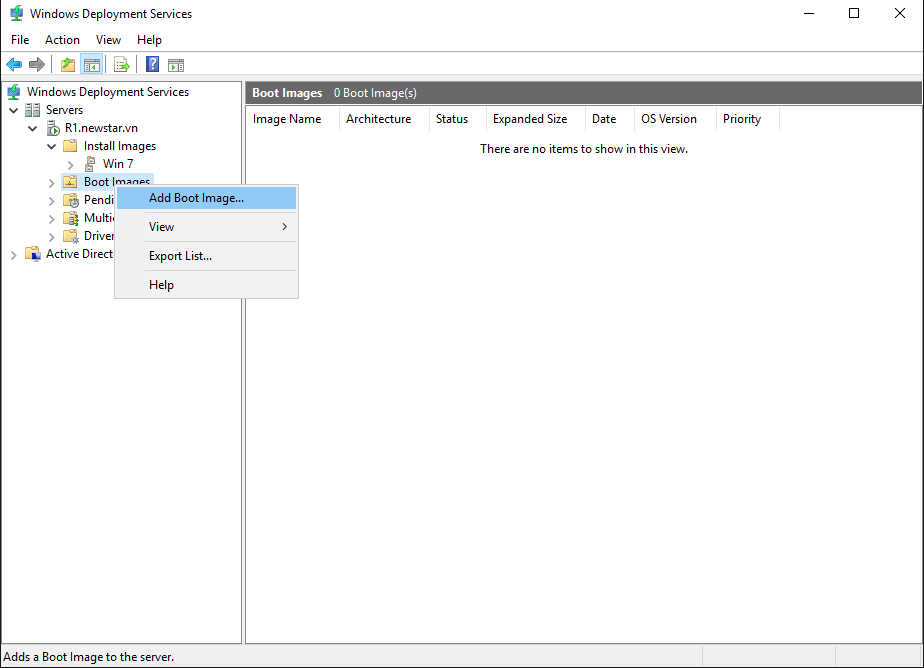 Windows Deployment Services
File Action View Help
Windows Deployment Services
Servers
R1.newstar.vn
Install Images
Win 7
Boot Images
Pendi
Multic
Driver
Active Direct
Add Boot Image...
View
Export List...
Help
Boot Images 0 Boot Image(s)
Image Name Architecture Status Expanded Size Date OS Version Priority
There are no items to show in this view.
Adds a Boot Image to the server.